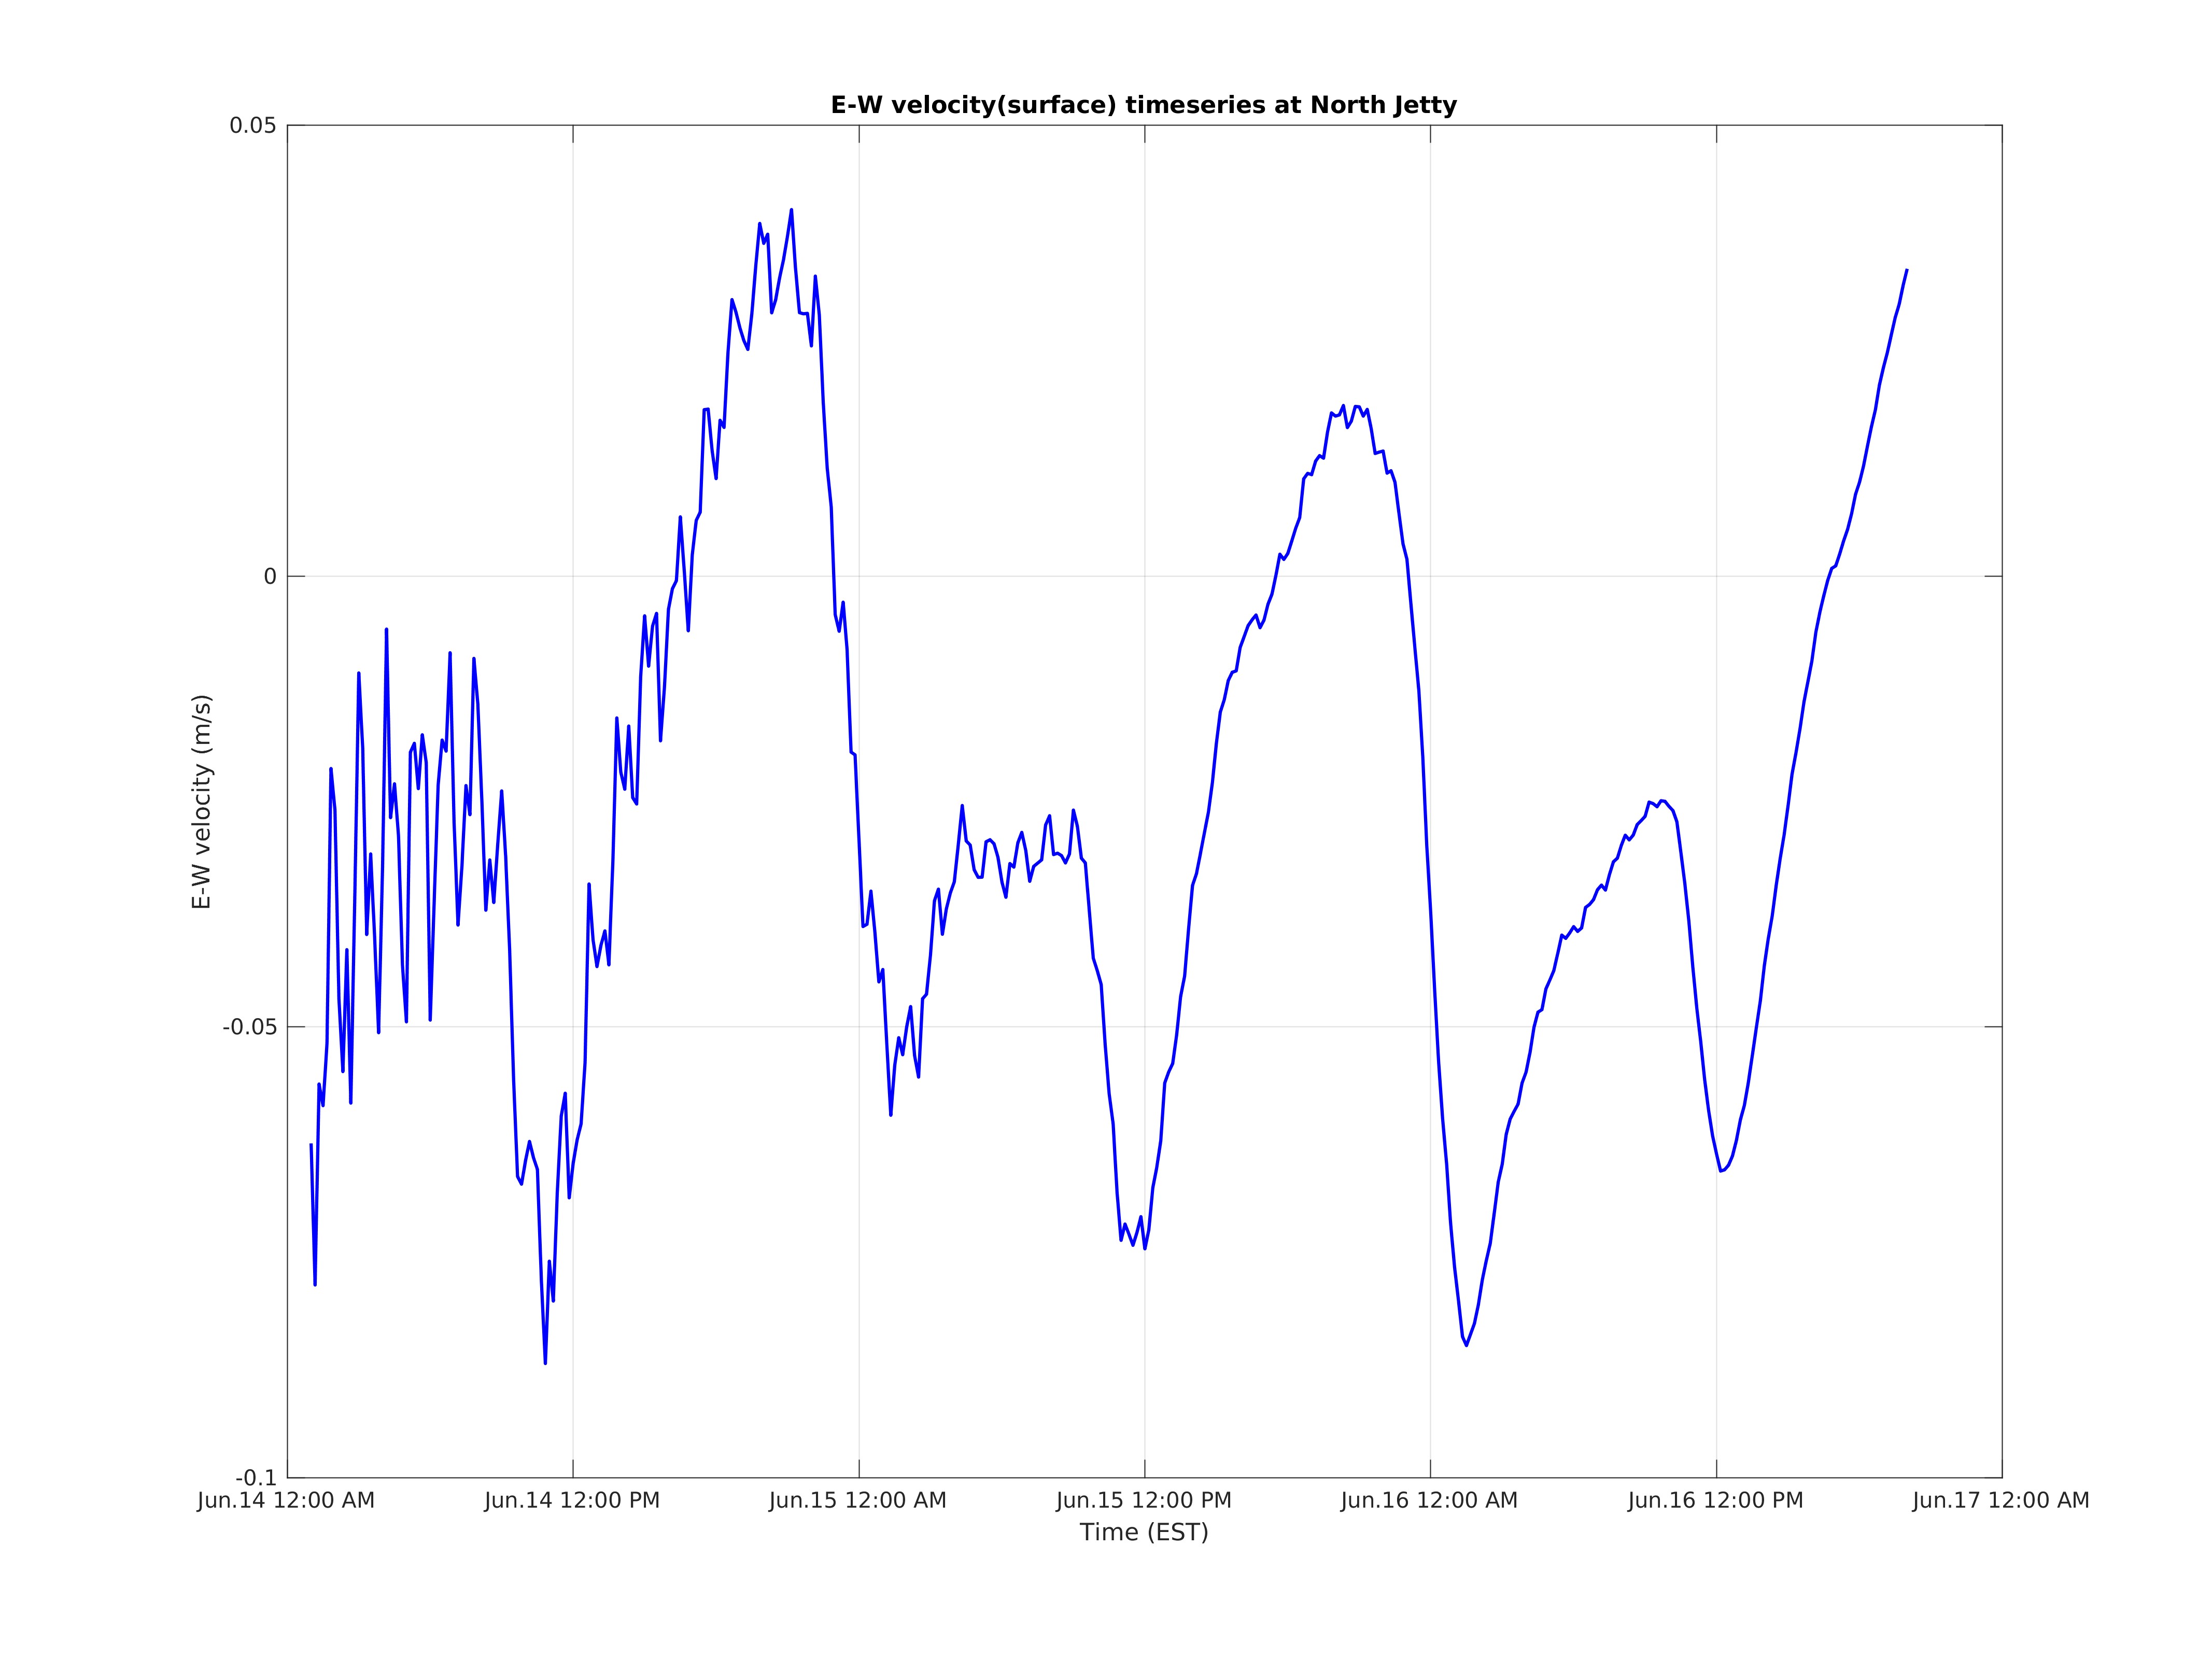 E-W velocity(surface) timeseries at North Jetty
0.05
0
-0.05
-0.1
E-W velocity (m/s)
Jun.14 12:00 AM Jun.14 12:00 PM Jun.15 12:00 AM Jun.15 12:00 PM Jun.16 12:00 AM Jun.16 12:00 PM Jun.17 12:00 AM
Time (EST)